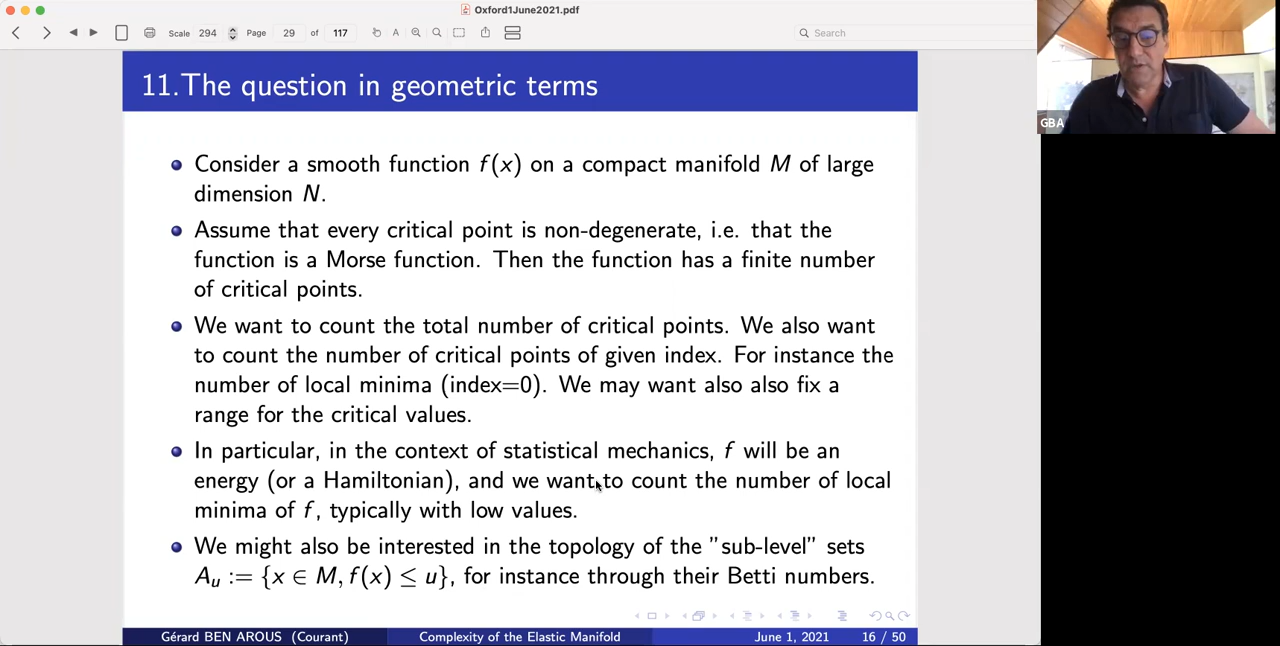 Oxford1June2021.pdf
Scale 294 Page 29 of 117 A Search
11.The question in geometric terms
Consider a smooth function f(x) on a compact manifold M of large
dimension N.
Assume that every critical point is non-degenerate, i.e. that the
function is a Morse function. Then the function has a finite number
of critical points.
We want to count the total number of critical points. We also want
to count the number of critical points of given index. For instance the
number of local minima (index=0). We may want also also fix a
range for the critical values.
In particular, in the context of statistical mechanics, f will be an
energy (or a Hamiltonian), and we want to count the number of local
minima of f, typically with low values.
We might also be interested in the topology of the "sub-level" sets
A_u := {x ∈ M, f(x) ≤ u}, for instance through their Betti numbers.
Gérard BEN AROUS (Courant) Complexity of the Elastic Manifold June 1, 2021 16 / 50
GBA